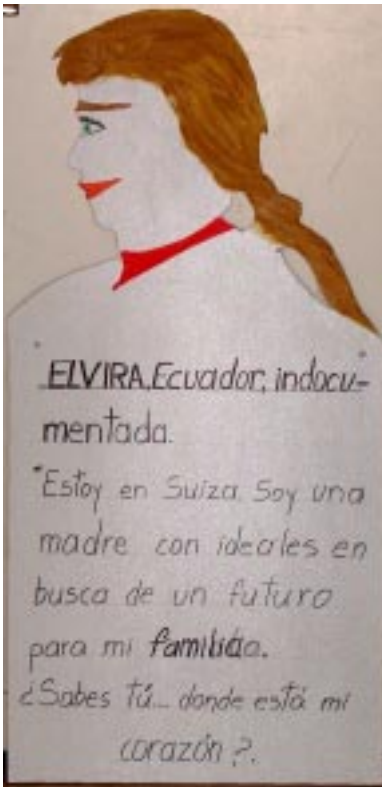 ELVIRA.Ecuador, indocu-
mentada.
"Estoy en Suiza. Soy una
madre con ideales en
busca de un futuro
para mi familia.
¿Sabes tú... donde está mi
corazón?.